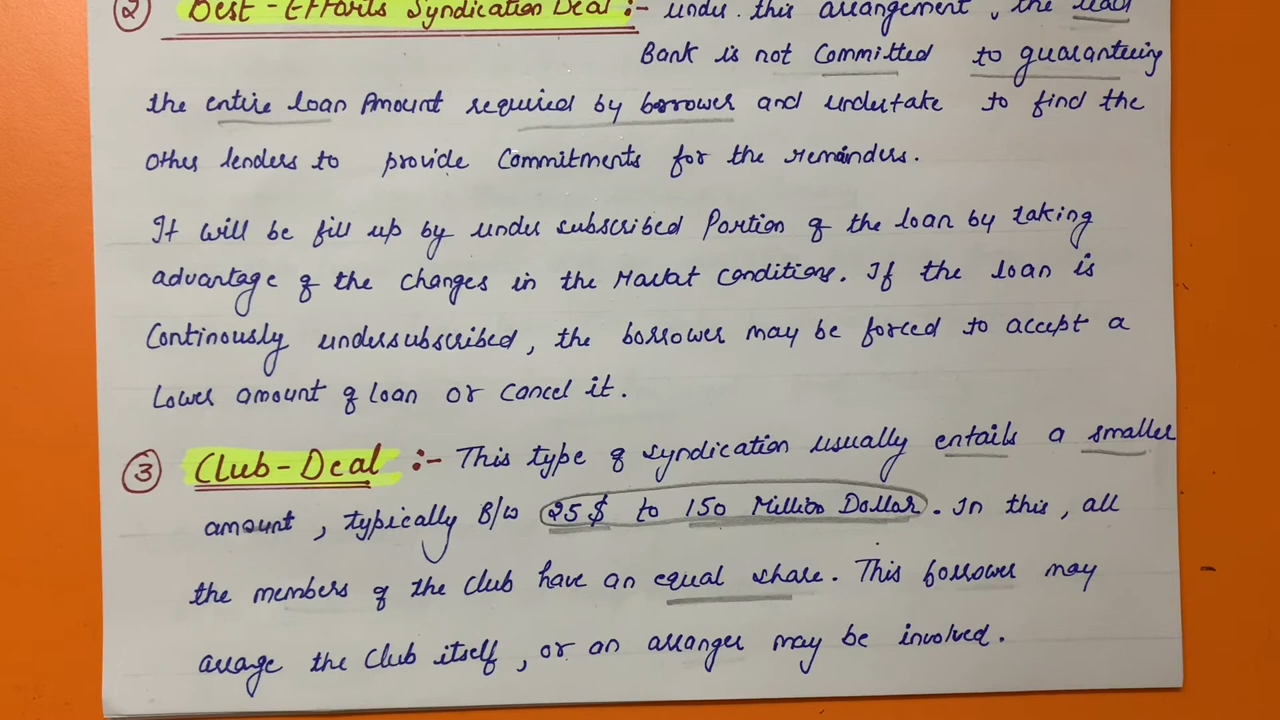 ② Best-Efforts Syndication Deal :- under this arrangement, the lead
Bank is not Committed to guaranteeing
the entire loan Amount required by borrower and undertake to find the
other lenders to provide Commitments for the remainders.
It will be fill up by under subscribed Portion of the loan by taking
advantage of the changes in the Market Conditions. If the loan is
Continously undersubscribed, the borrower may be forced to accept a
Lower amount of loan or Cancel it.
③ Club-Deal :- This type of syndication usually entails a smaller
amount, typically B/w 25$ to 150 Million Dollar. In this, all
the members of the Club have an equal share. This borrower may
arrage the Club itself, or an arranger may be involved.